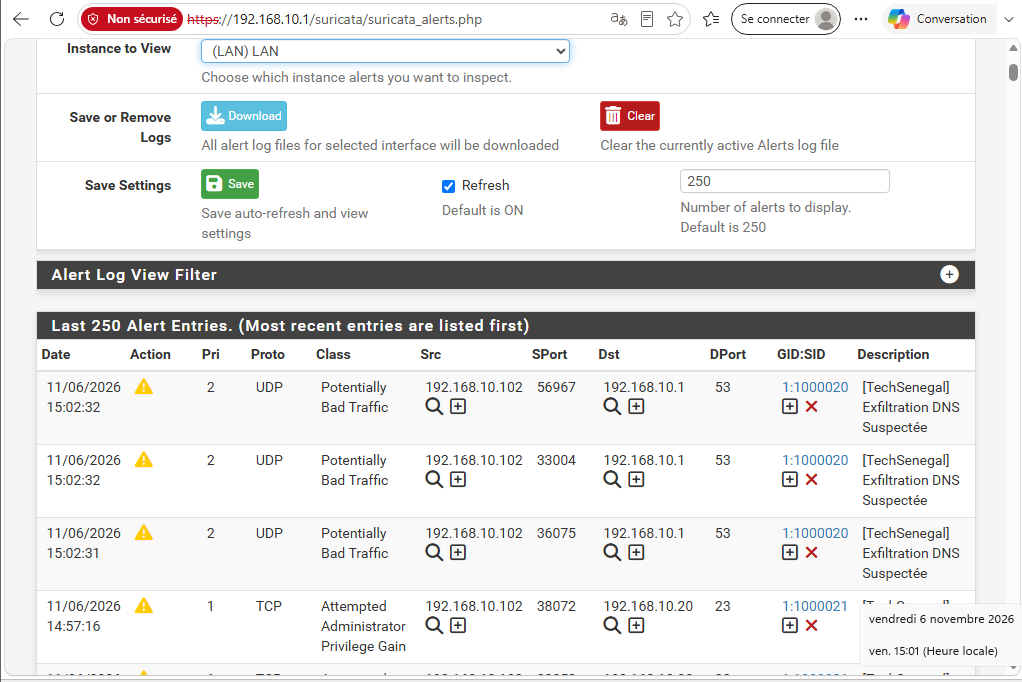 Non sécurisé https://192.168.10.1/suricata/suricata_alerts.php Se connecter Conversation
Instance to View (LAN) LAN
Choose which instance alerts you want to inspect.
Save or Remove Logs Download Clear
All alert log files for selected interface will be downloaded Clear the currently active Alerts log file
Save Settings Save Refresh 250
Save auto-refresh and view settings Default is ON Number of alerts to display. Default is 250
Alert Log View Filter
Last 250 Alert Entries. (Most recent entries are listed first)
Date Action Pri Proto Class Src SPort Dst DPort GID:SID Description
11/06/2026 2 UDP Potentially 192.168.10.102 56967 192.168.10.1 53 1:1000020 [TechSenegal]
15:02:32 Bad Traffic Exfiltration DNS
Suspectée
11/06/2026 2 UDP Potentially 192.168.10.102 33004 192.168.10.1 53 1:1000020 [TechSenegal]
15:02:32 Bad Traffic Exfiltration DNS
Suspectée
11/06/2026 2 UDP Potentially 192.168.10.102 36075 192.168.10.1 53 1:1000020 [TechSenegal]
15:02:31 Bad Traffic Exfiltration DNS
Suspectée
11/06/2026 1 TCP Attempted 192.168.10.102 38072 192.168.10.20 23 1:1000021
14:57:16 Administrator
Privilege Gain
vendredi 6 novembre 2026
ven. 15:01 (Heure locale)